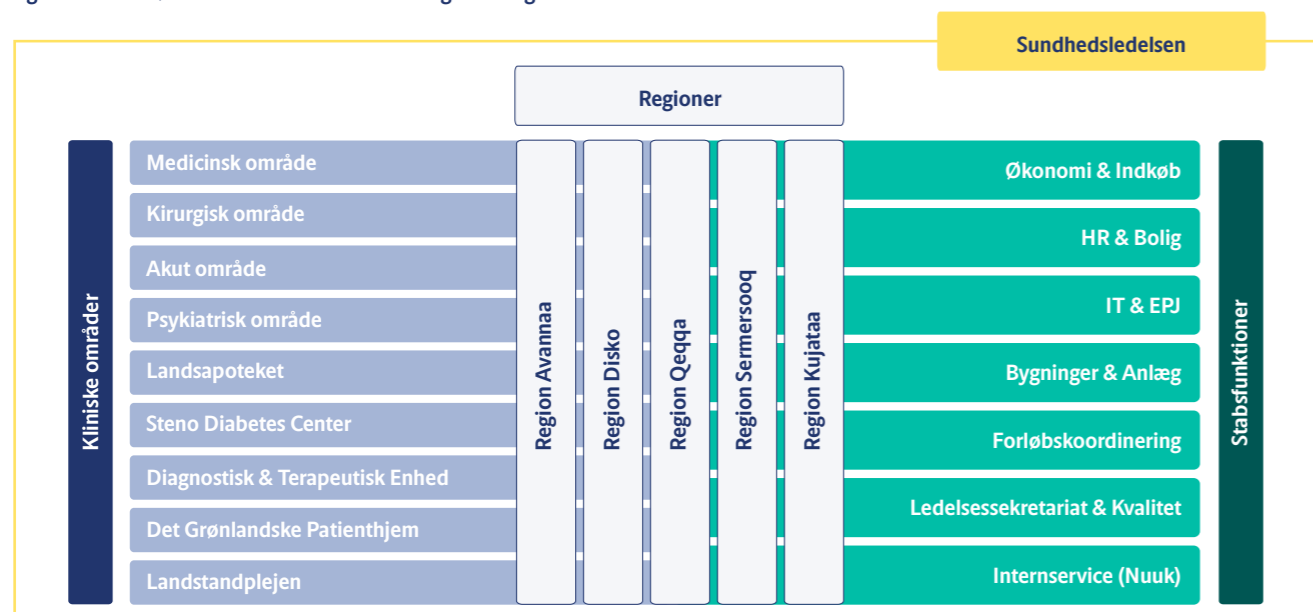 Sundhedsledelsen
Regioner
Kliniske områder
Medicinsk område
Kirurgisk område
Akut område
Psykiatrisk område
Landsapoteket
Steno Diabetes Center
Diagnostisk & Terapeutisk Enhed
Det Grønlandske Patienthjem
Landstandplejen
Region Avannaa
Region Disko
Region Qeqqa
Region Sermersooq
Region Kujataa
Økonomi & Indkøb
HR & Bolig
IT & EPJ
Bygninger & Anlæg
Forløbskoordinering
Ledelsessekretariat & Kvalitet
Internservice (Nuuk)
Stabsfunktioner